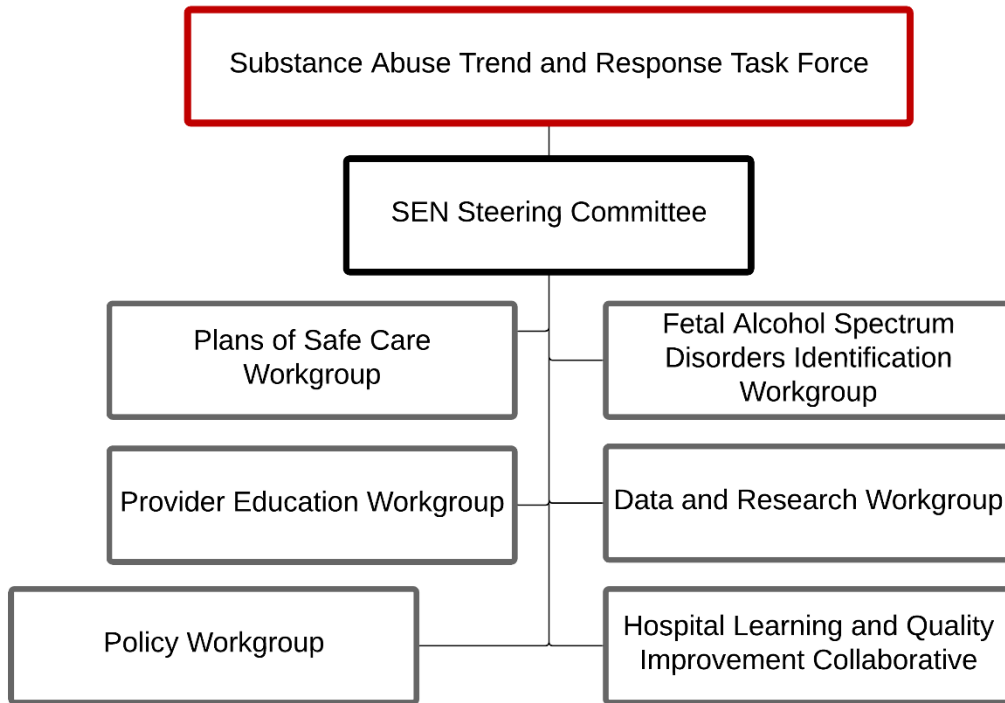 Substance Abuse Trend and Response Task Force
SEN Steering Committee
Plans of Safe Care
Workgroup
Fetal Alcohol Spectrum
Disorders Identification
Workgroup
Provider Education Workgroup
Data and Research Workgroup
Policy Workgroup
Hospital Learning and Quality
Improvement Collaborative